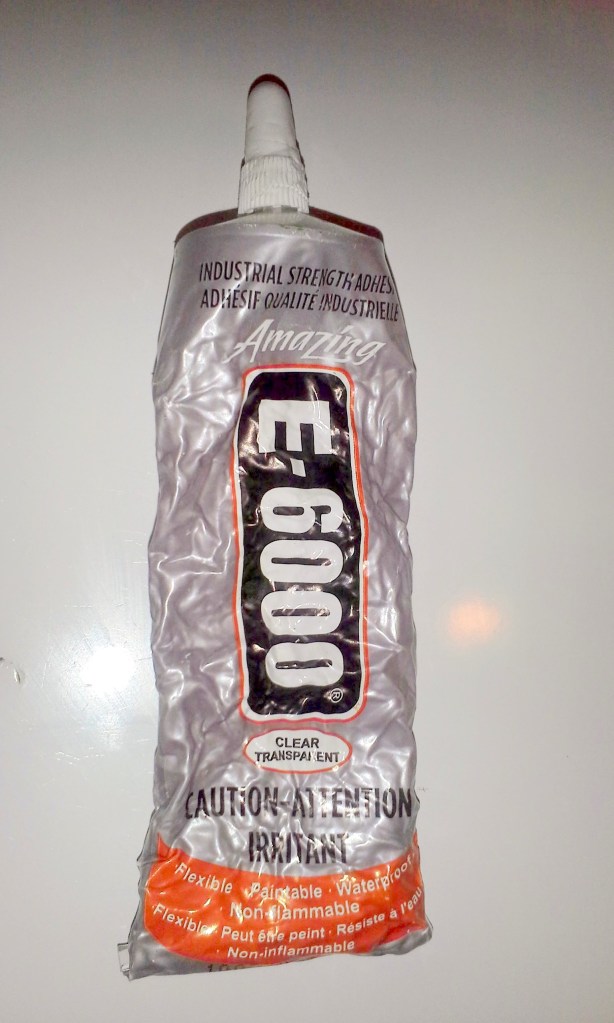 INDUSTRIAL STRENGTH ADHES
ADHÉSIF QUALITÉ INDUSTRIELLE
Amazing
E-6000®
CLEAR
TRANSPARENT
CAUTION-ATTENTION
IRRITANT
Flexible · Paintable · Waterproof
Non-flammable
Flexible · Peut être peint · Résiste à l'eau
· Non-inflammable